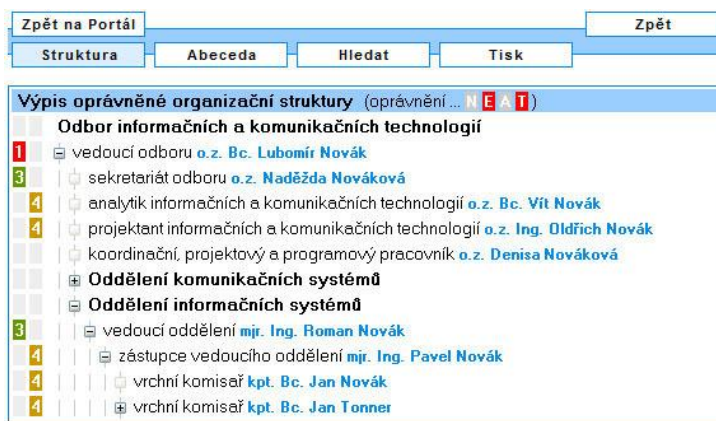 Zpět na Portál Zpět
Struktura Abeceda Hledat Tisk
Výpis oprávněné organizační struktury (oprávnění ... N E A T )
Odbor informačních a komunikačních technologií
1 vedoucí odboru o.z. Bc. Lubomír Novák
3 sekretariát odboru o.z. Naděžda Nováková
4 analytik informačních a komunikačních technologií o.z. Bc. Vít Novák
4 projektant informačních a komunikačních technologií o.z. Ing. Oldřich Novák
koordinační, projektový a programový pracovník o.z. Denisa Nováková
Oddělení komunikačních systémů
Oddělení informačních systémů
3 vedoucí oddělení mjr. Ing. Roman Novák
4 zástupce vedoucího oddělení mjr. Ing. Pavel Novák
4 vrchní komisař kpt. Bc. Jan Novák
4 vrchní komisař kpt. Bc. Jan Tonner